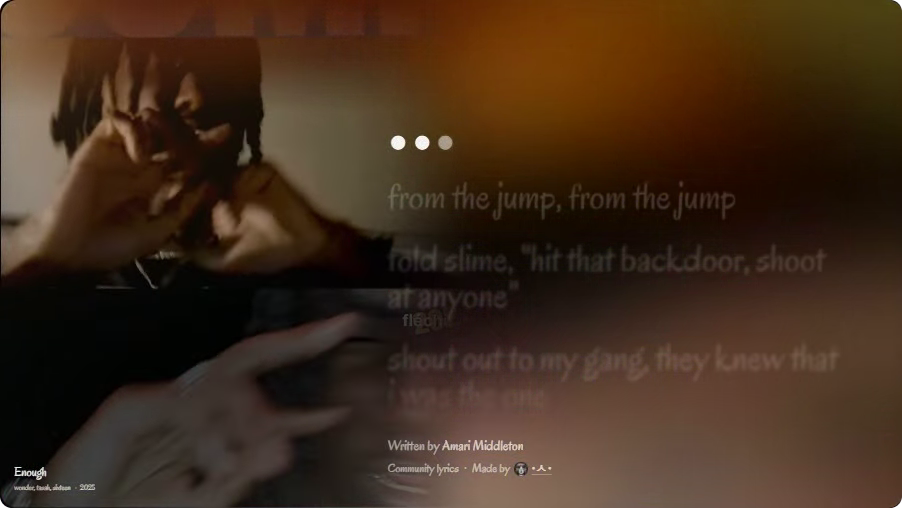 from the jump, from the jump
told slime, "hit that backdoor, shoot
at anyone"
shout out to my gang, they knew that
i was the one
Written by Amari Middleton
Community lyrics · Made by
Enough
2025